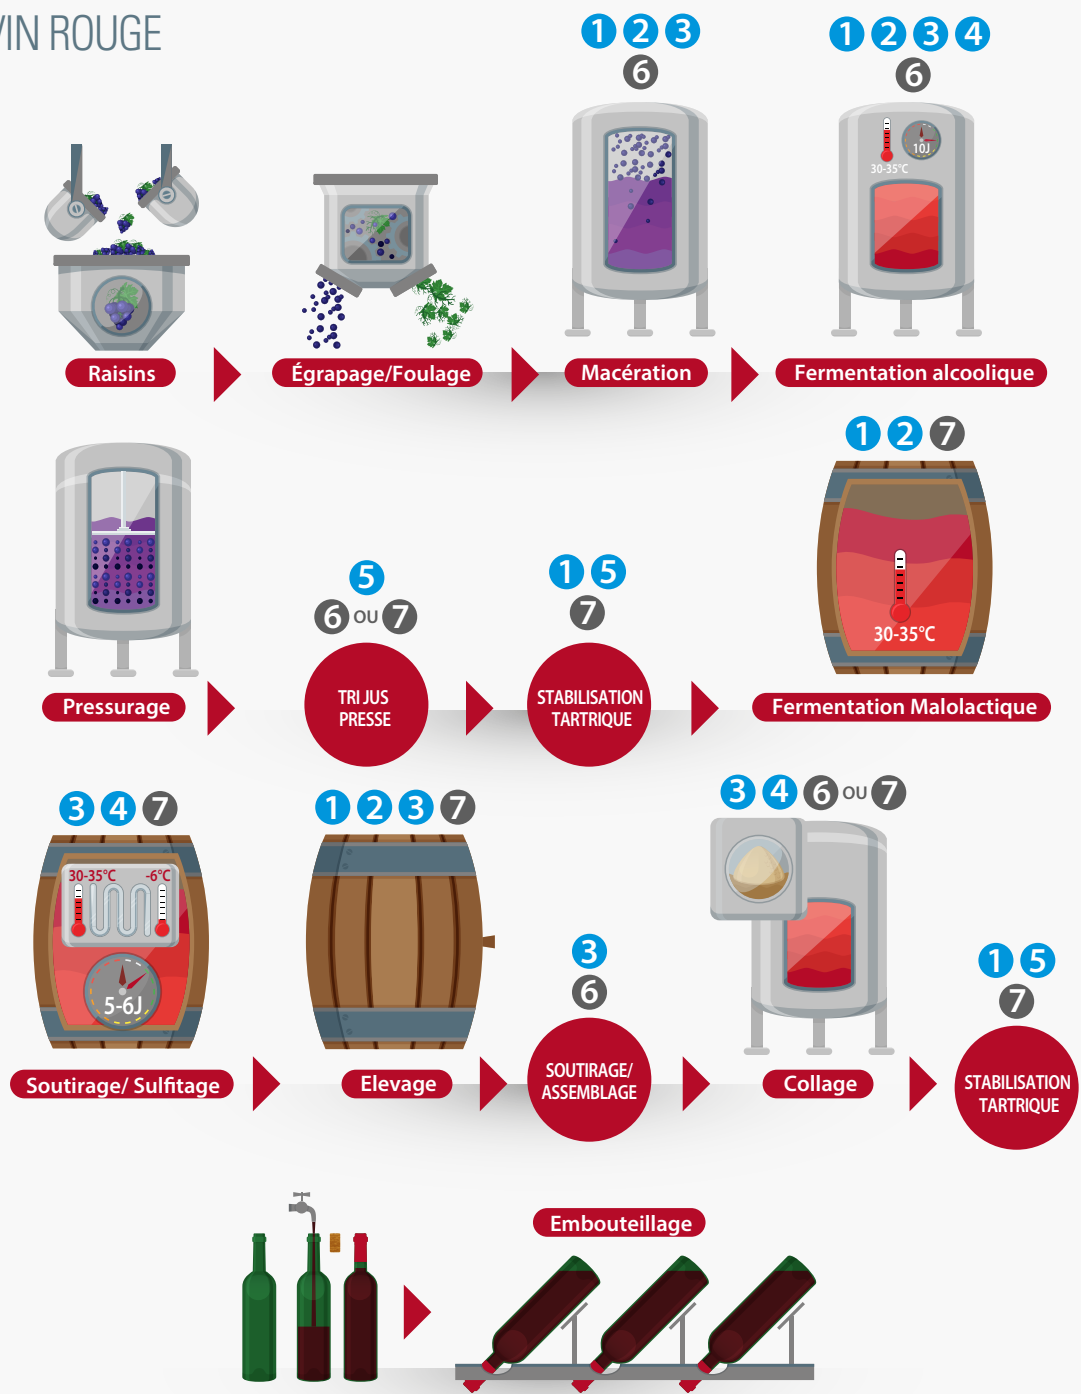 VIN ROUGE
1 2 3
6
1 2 3 4
6
10J
30-35°C
Raisins
Égrapage/Foulage
Macération
Fermentation alcoolique
1 2 7
5
6 OU 7
1 5
7
30-35°C
Pressurage
TRI JUS
PRESSE
STABILISATION
TARTRIQUE
Fermentation Malolactique
3 4 7
1 2 3 7
3 4 6 OU 7
30-35°C -6°C
5-6J
3
6
1 5
7
Soutirage/ Sulfitage
Elevage
SOUTIRAGE/
ASSEMBLAGE
Collage
STABILISATION
TARTRIQUE
Embouteillage